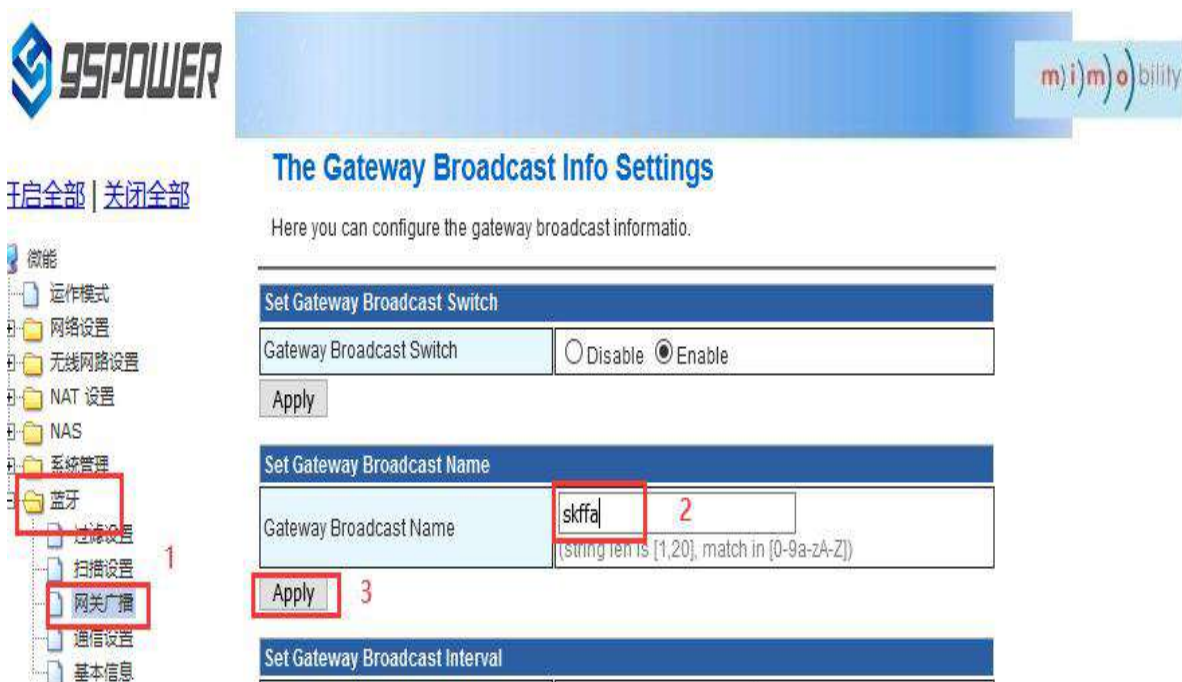 9SPOWER
m)i)m)o)bility
开启全部 | 关闭全部
微能
运作模式
网络设置
无线网路设置
NAT 设置
NAS
系统管理
蓝牙
过滤设置
扫描设置
网关广播
通信设置
基本信息
1
The Gateway Broadcast Info Settings
Here you can configure the gateway broadcast informatio.
Set Gateway Broadcast Switch
Gateway Broadcast Switch Disable Enable
Apply
Set Gateway Broadcast Name
Gateway Broadcast Name skffa 2
(string len is [1,20], match in [0-9a-zA-Z])
Apply 3
Set Gateway Broadcast Interval